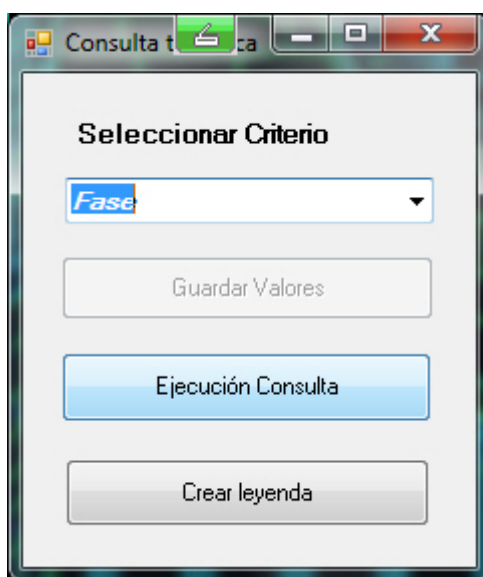 Consulta
Seleccionar Criterio
Fase
Guardar Valores
Ejecución Consulta
Crear leyenda